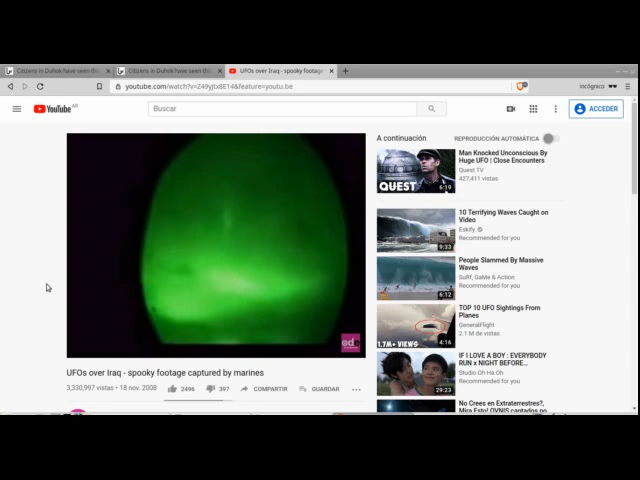 Citizens in Duhok have seen thi
Citizens in Duhok have seen thi
UFOs over Iraq - spooky footage
youtube.com/watch?v=Z49yJtx8E14&feature=youtu.be
Incógnico
YouTube AR
Buscar
ACCEDER
A continuación
REPRODUCCIÓN AUTOMÁTICA
Man Knocked Unconscious By
Huge UFO | Close Encounters
Quest TV
427,411 vistas
QUEST
6:19
10 Terrifying Waves Caught on
Video
Eskify
Recommended for you
9:33
People Slammed By Massive
Waves
SuRf, GaMe & Action
Recommended for you
6:12
TOP 10 UFO Sightings From
Planes
GeneralFlight
2.1 M de vistas
1.7M+ VIEWS
4:16
IF I LOVE A BOY : EVERYBODY
RUN x NIGHT BEFORE...
Studio Oh Ha Oh
Recommended for you
29:23
No Crees en Extraterrestres?,
Mira Esto! OVNIS captados no
odn
UFOs over Iraq - spooky footage captured by marines
3,330,997 vistas • 18 nov. 2008
2496
397
COMPARTIR
GUARDAR